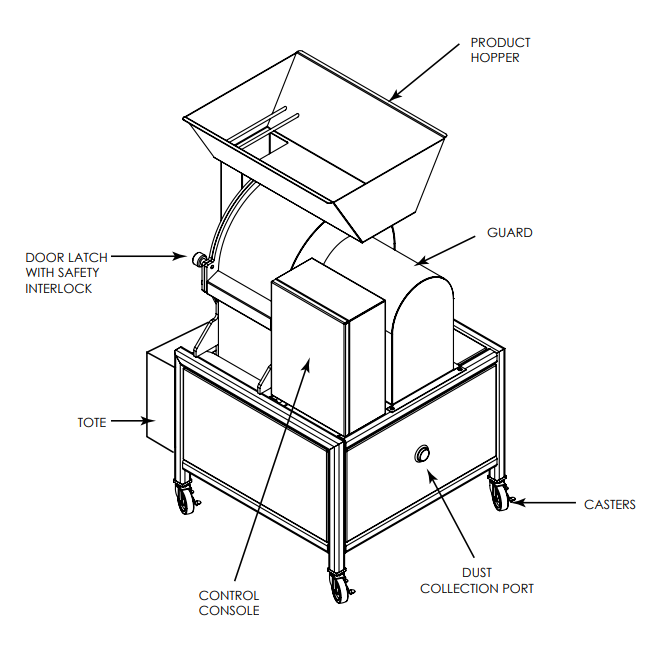 PRODUCT
HOPPER
GUARD
DOOR LATCH
WITH SAFETY
INTERLOCK
TOTE
CASTERS
DUST
COLLECTION PORT
CONTROL
CONSOLE